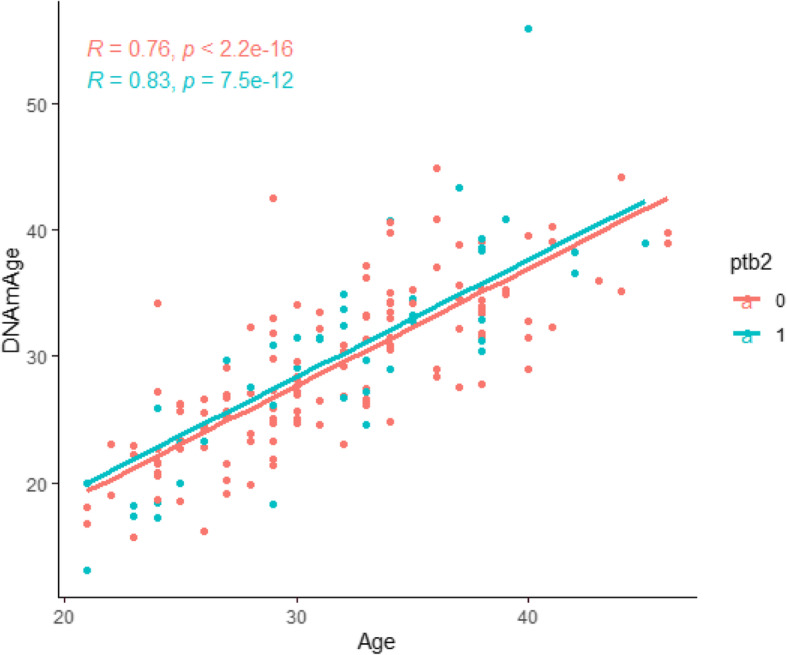 R = 0.76, p < 2.2e-16
R = 0.83, p = 7.5e-12
50
40
30
20
DNAmAge
20 30 40
Age
ptb2
a 0
a 1